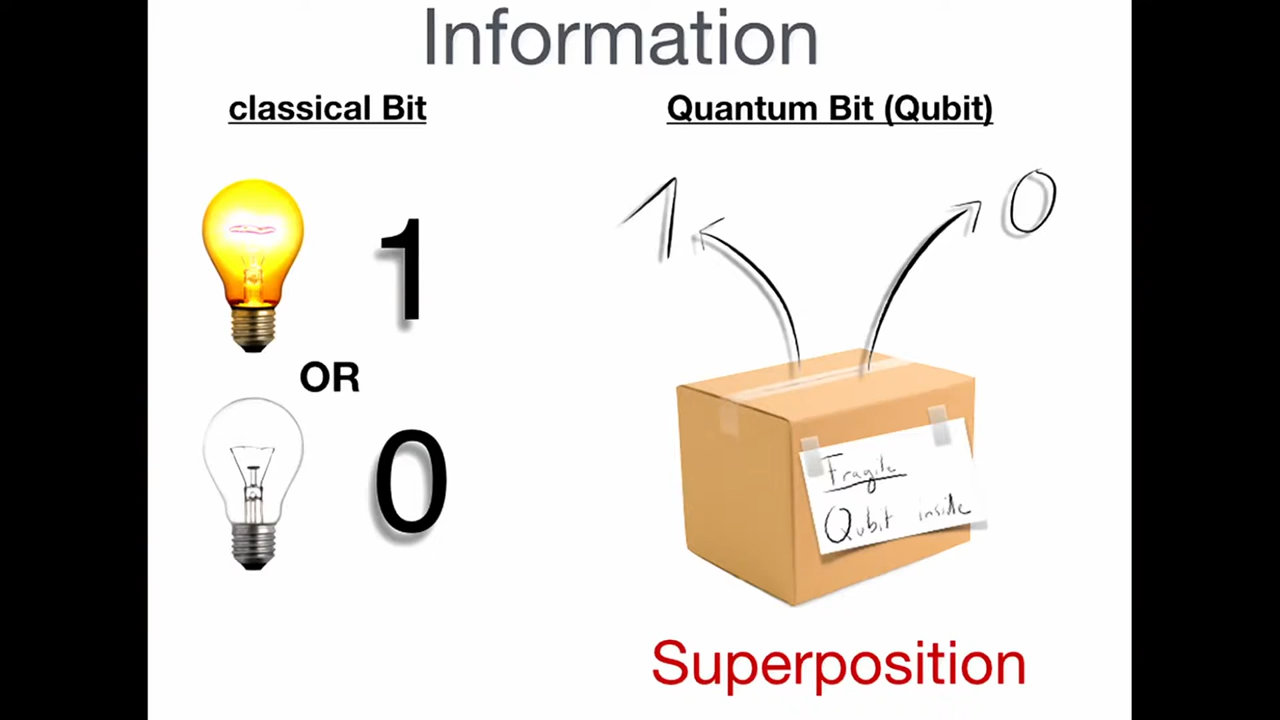 Information
classical Bit
1
OR
0
Quantum Bit (Qubit)
1
0
Fragile
Qubit inside
Superposition